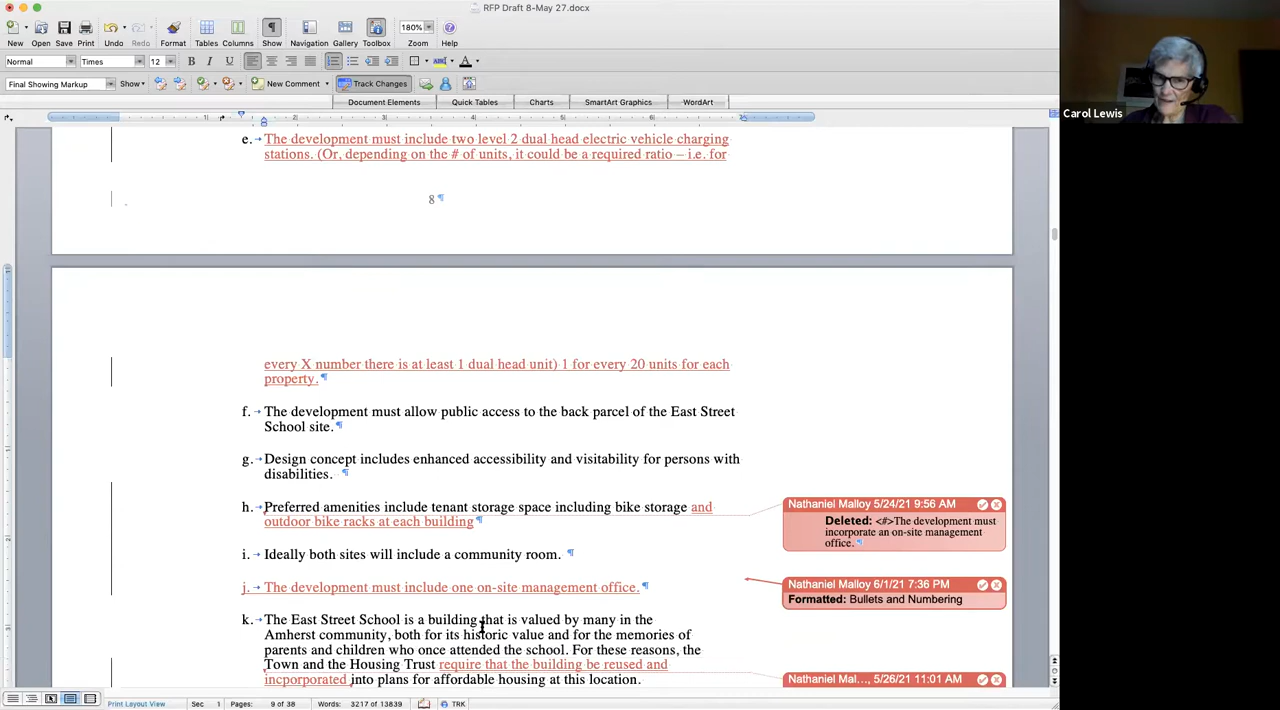 RFP Draft 8-May 27.docx
New Open Save Print Undo Redo Format Tables Columns Show Navigation Gallery Toolbox Zoom Help
180%
Normal Times 12 B I U
Final Showing Markup Show New Comment Track Changes
Document Elements Quick Tables Charts SmartArt Graphics WordArt
Carol Lewis
e. The development must include two level 2 dual head electric vehicle charging
stations. (Or, depending on the # of units, it could be a required ratio – i.e. for
8
every X number there is at least 1 dual head unit) 1 for every 20 units for each
property.
f. The development must allow public access to the back parcel of the East Street
School site.
g. Design concept includes enhanced accessibility and visitability for persons with
disabilities.
h. Preferred amenities include tenant storage space including bike storage and
outdoor bike racks at each building
i. Ideally both sites will include a community room.
j. The development must include one on-site management office.
k. The East Street School is a building that is valued by many in the
Amherst community, both for its historic value and for the memories of
parents and children who once attended the school. For these reasons, the
Town and the Housing Trust require that the building be reused and
incporporated into plans for affordable housing at this location.
Nathaniel Malloy 5/24/21 9:56 AM
Deleted: <#>The development must
incorporate an on-site management
office.
Nathaniel Malloy 6/1/21 7:36 PM
Formatted: Bullets and Numbering
Nathaniel Mal..., 5/26/21 11:01 AM
Print Layout View Sec 1 Pages: 9 of 38 Words: 3217 of 13839 TRK